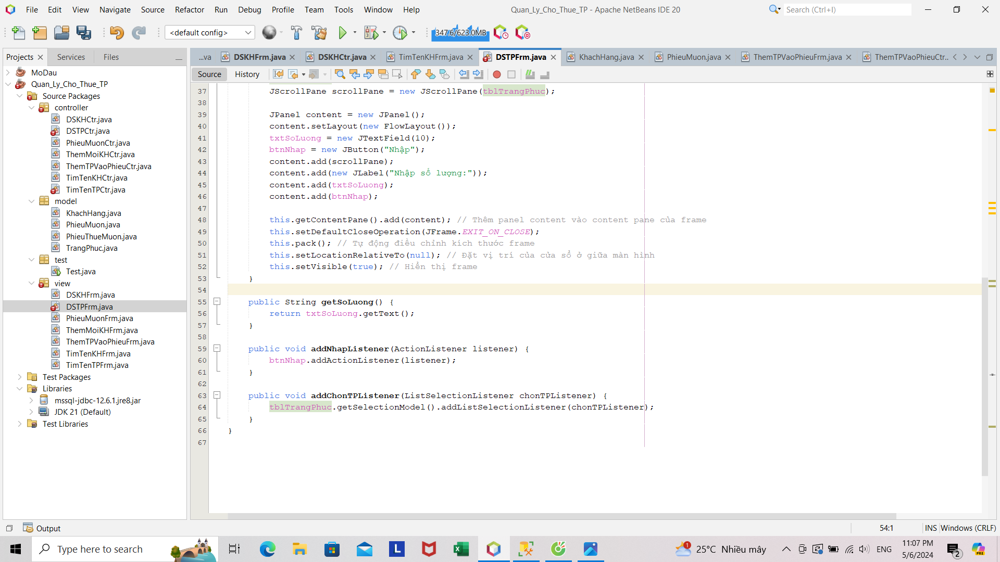 File Edit View Navigate Source Refactor Run Debug Profile Team Tools Window Help
Quan_Ly_Cho_Thue_TP - Apache NetBeans IDE 20
Search (Ctrl+I)
<default config>
347.6/623.0MB
Projects Services Files
MoDau
Quan_Ly_Cho_Thue_TP
Source Packages
controller
DSKHCtr.java
DSTPCtr.java
PhieuMuonCtr.java
ThemMoiKHCtr.java
ThemTPVaoPhieuCtr.java
TimTenKHCtr.java
TimTenTPCtr.java
model
KhachHang.java
PhieuMuon.java
PhieuThueMuon.java
TrangPhuc.java
test
Test.java
view
DSKHFrm.java
DSTPFrm.java
PhieuMuonFrm.java
ThemMoiKHFrm.java
ThemTPVaoPhieuFrm.java
TimTenKHFrm.java
TimTenTPFrm.java
Test Packages
Libraries
mssql-jdbc-12.6.1.jre8.jar
JDK 21 (Default)
Test Libraries
...va DSKHFrm.java DSKHCtr.java TimTenKHFrm.java DSTPFrm.java KhachHang.java PhieuMuon.java ThemTPVaoPhieuFrm.java ThemTPVaoPhieuCtr...
Source History
37 JScrollPane scrollPane = new JScrollPane(tblTrangPhuc);
38
39 JPanel content = new JPanel();
40 content.setLayout(new FlowLayout());
41 txtSoLuong = new JTextField(10);
42 btnNhap = new JButton("Nhập");
43 content.add(scrollPane);
44 content.add(new JLabel("Nhập số lượng:"));
45 content.add(txtSoLuong);
46 content.add(btnNhap);
47
48 this.getContentPane().add(content); // Thêm panel content vào content pane của frame
49 this.setDefaultCloseOperation(JFrame.EXIT_ON_CLOSE);
50 this.pack(); // Tự động điều chỉnh kích thước frame
51 this.setLocationRelativeTo(null); // Đặt vị trí của cửa sổ ở giữa màn hình
52 this.setVisible(true); // Hiển thị frame
53 }
54
55 public String getSoLuong() {
56 return txtSoLuong.getText();
57 }
58
59 public void addNhapListener(ActionListener listener) {
60 btnNhap.addActionListener(listener);
61 }
62
63 public void addChonTPListener(ListSelectionListener chonTPListener) {
64 tblTrangPhuc.getSelectionModel().addListSelectionListener(chonTPListener);
65 }
66 }
67
Output
54:1 INS Windows (CRLF)
Type here to search
25°C Nhiều mây
ENG
11:07 PM
5/6/2024
2